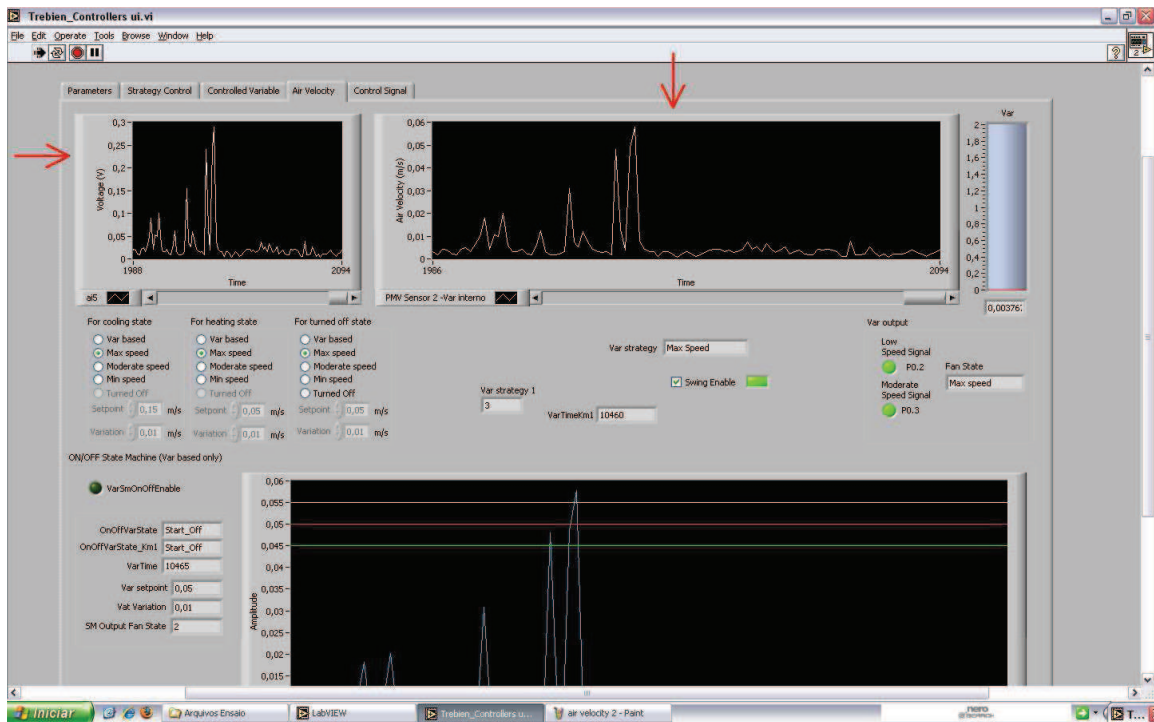 Trebien_Controllers ui.vi
File Edit Operate Tools Browse Window Help
2
Parameters Strategy Control Controlled Variable Air Velocity Control Signal
Voltage (V)
0,3
0,25
0,2
0,15
0,1
0,05
0
1988 2094
Time
ai5
Air Velocity (m/s)
0,06
0,05
0,04
0,03
0,02
0,01
0
1986 2094
Time
PMV Sensor 2 -Var interno
Var
2
1,8
1,6
1,4
1,2
1
0,8
0,6
0,4
0,2
0
For cooling state
Var based
Max speed
Moderate speed
Min speed
Turned Off
Setpoint 0,15 m/s
Variation 0,01 m/s
For heating state
Var based
Max speed
Moderate speed
Min speed
Turned Off
Setpoint 0,05 m/s
Variation 0,01 m/s
For turned off state
Var based
Max speed
Moderate speed
Min speed
Turned Off
Setpoint 0,05 m/s
Variation 0,01 m/s
Var strategy Max Speed
Swing Enable
Var strategy 1
3
VarTimeKm1 10460
Var output
Low
Speed Signal
P0.2
Moderate
Speed Signal
P0.3
Fan State
Max speed
ON/OFF State Machine (Var based only)
VarSmOnOffEnable
OnOffVarState Start_Off
OnOffVarState_Km1 Start_Off
VarTime 10465
Var setpoint 0,05
Vat Variation 0,01
SM Output Fan State 2
Amplitude
0,06
0,055
0,05
0,045
0,04
0,035
0,03
0,025
0,02
0,015
Iniciar Arquivos Ensaio LabVIEW Trebien_Controllers u... air velocity 2 - Paint nero T...